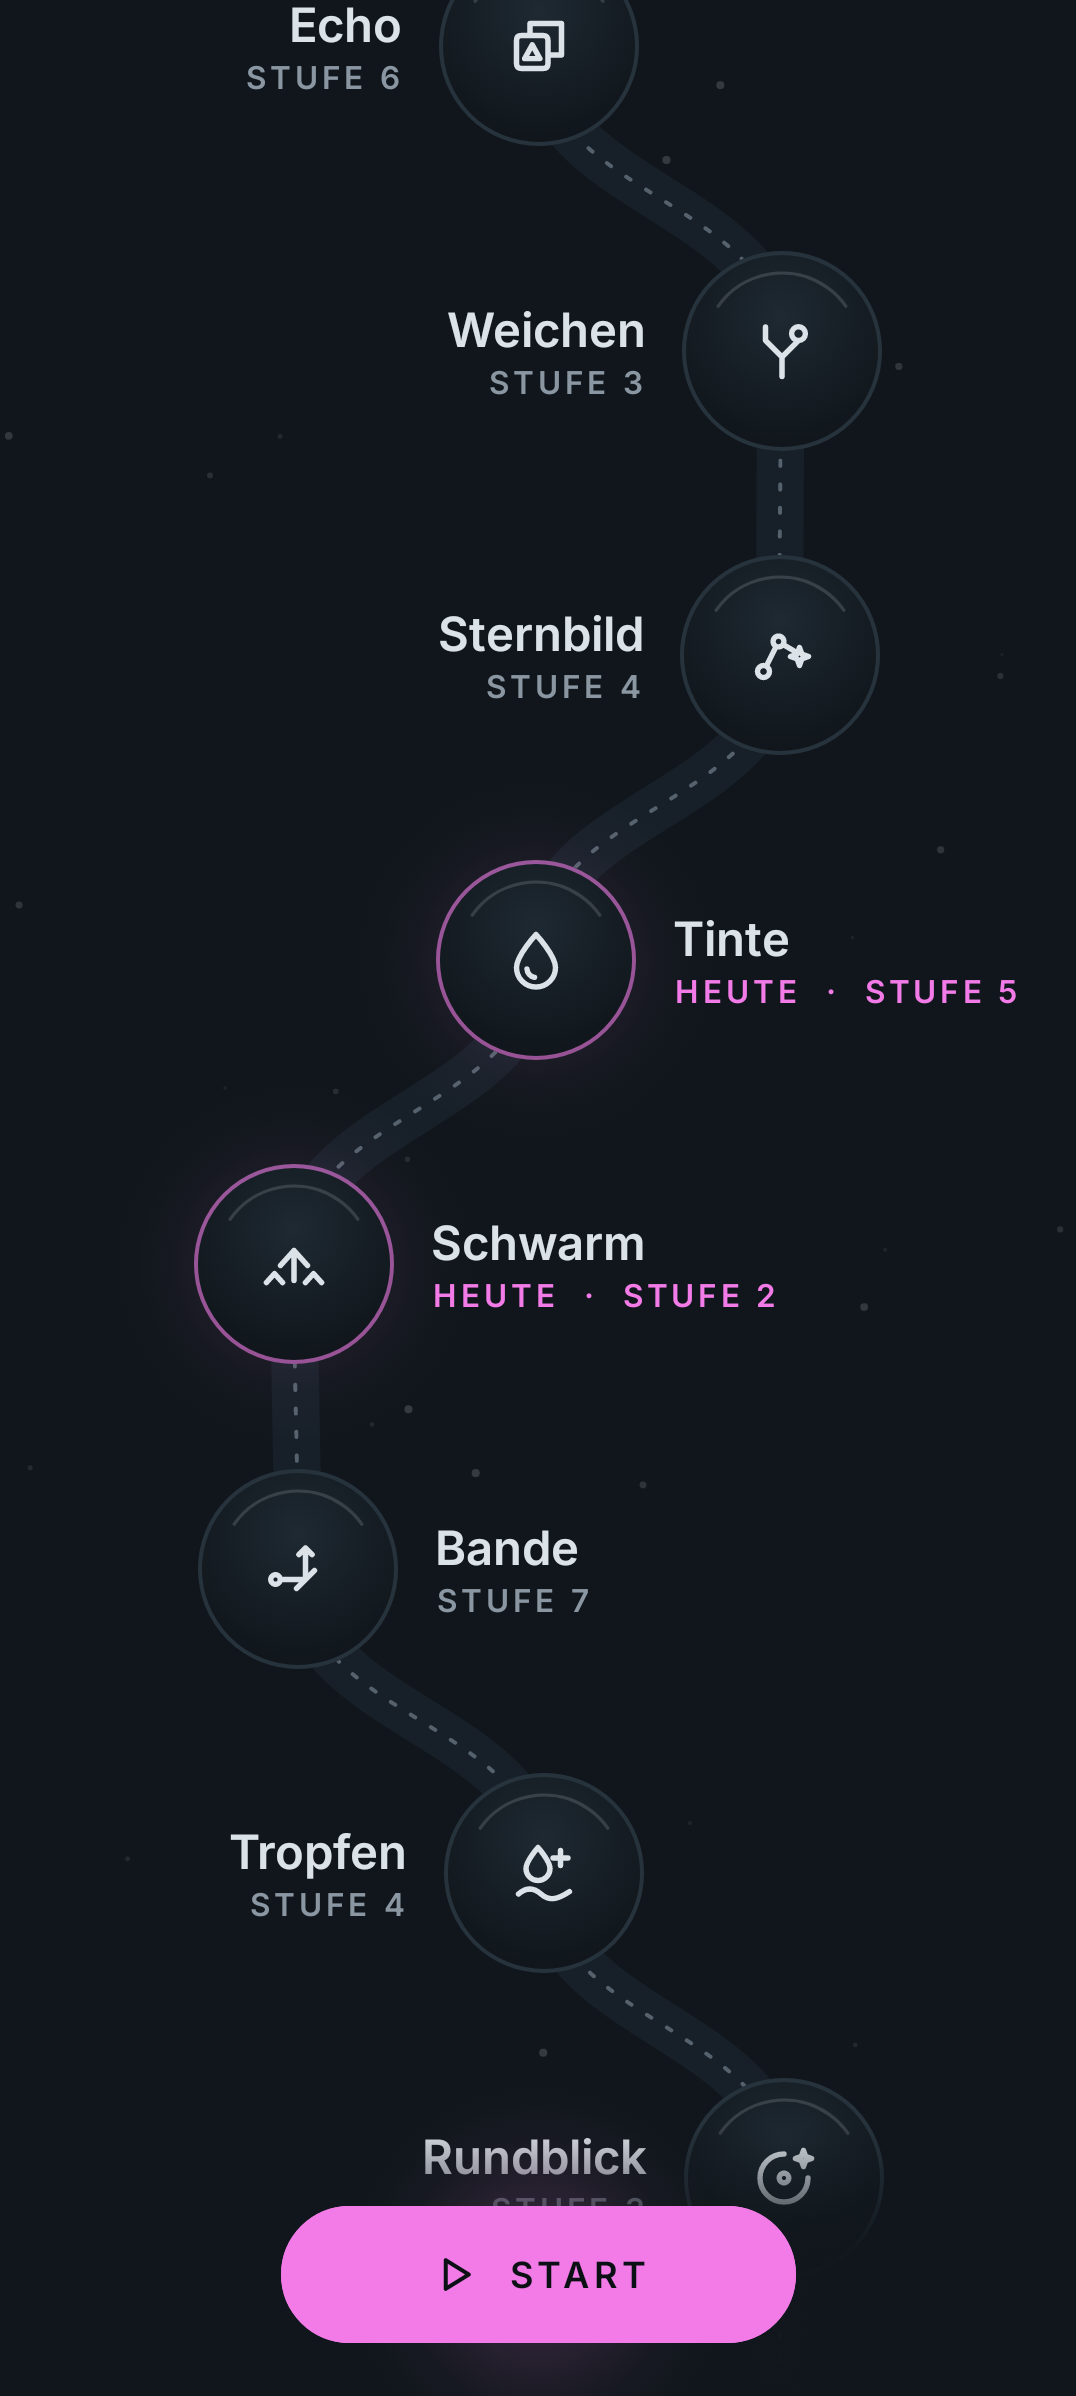 Echo
STUFE 6
Weichen
STUFE 3
Sternbild
STUFE 4
Tinte
HEUTE · STUFE 5
Schwarm
HEUTE · STUFE 2
Bande
STUFE 7
Tropfen
STUFE 4
Rundblick
STUFE
START